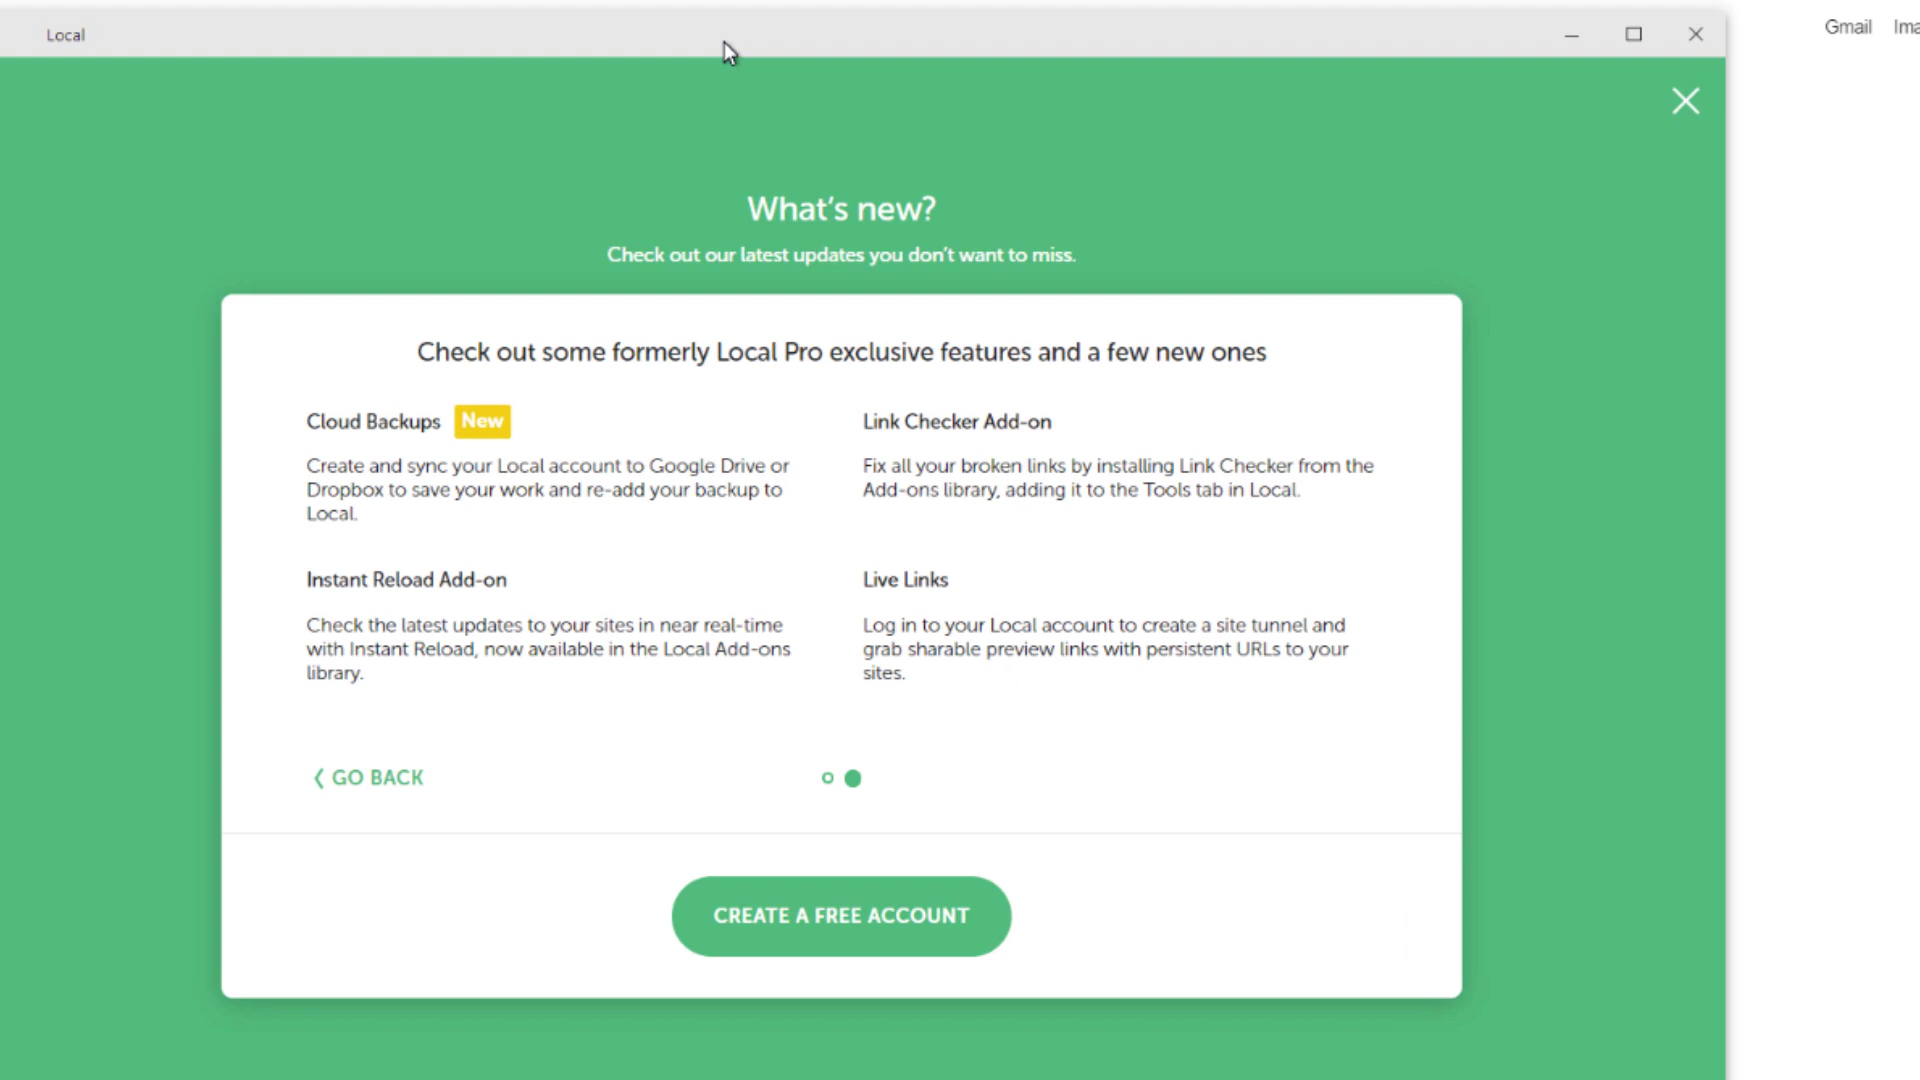 Local
Gmail
What's new?
Check out our latest updates you don't want to miss.
Check out some formerly Local Pro exclusive features and a few new ones
Cloud Backups New
Create and sync your Local account to Google Drive or
Dropbox to save your work and re-add your backup to
Local.
Link Checker Add-on
Fix all your broken links by installing Link Checker from the
Add-ons library, adding it to the Tools tab in Local.
Instant Reload Add-on
Check the latest updates to your sites in near real-time
with Instant Reload, now available in the Local Add-ons
library.
Live Links
Log in to your Local account to create a site tunnel and
grab sharable preview links with persistent URLs to your
sites.
GO BACK
CREATE A FREE ACCOUNT